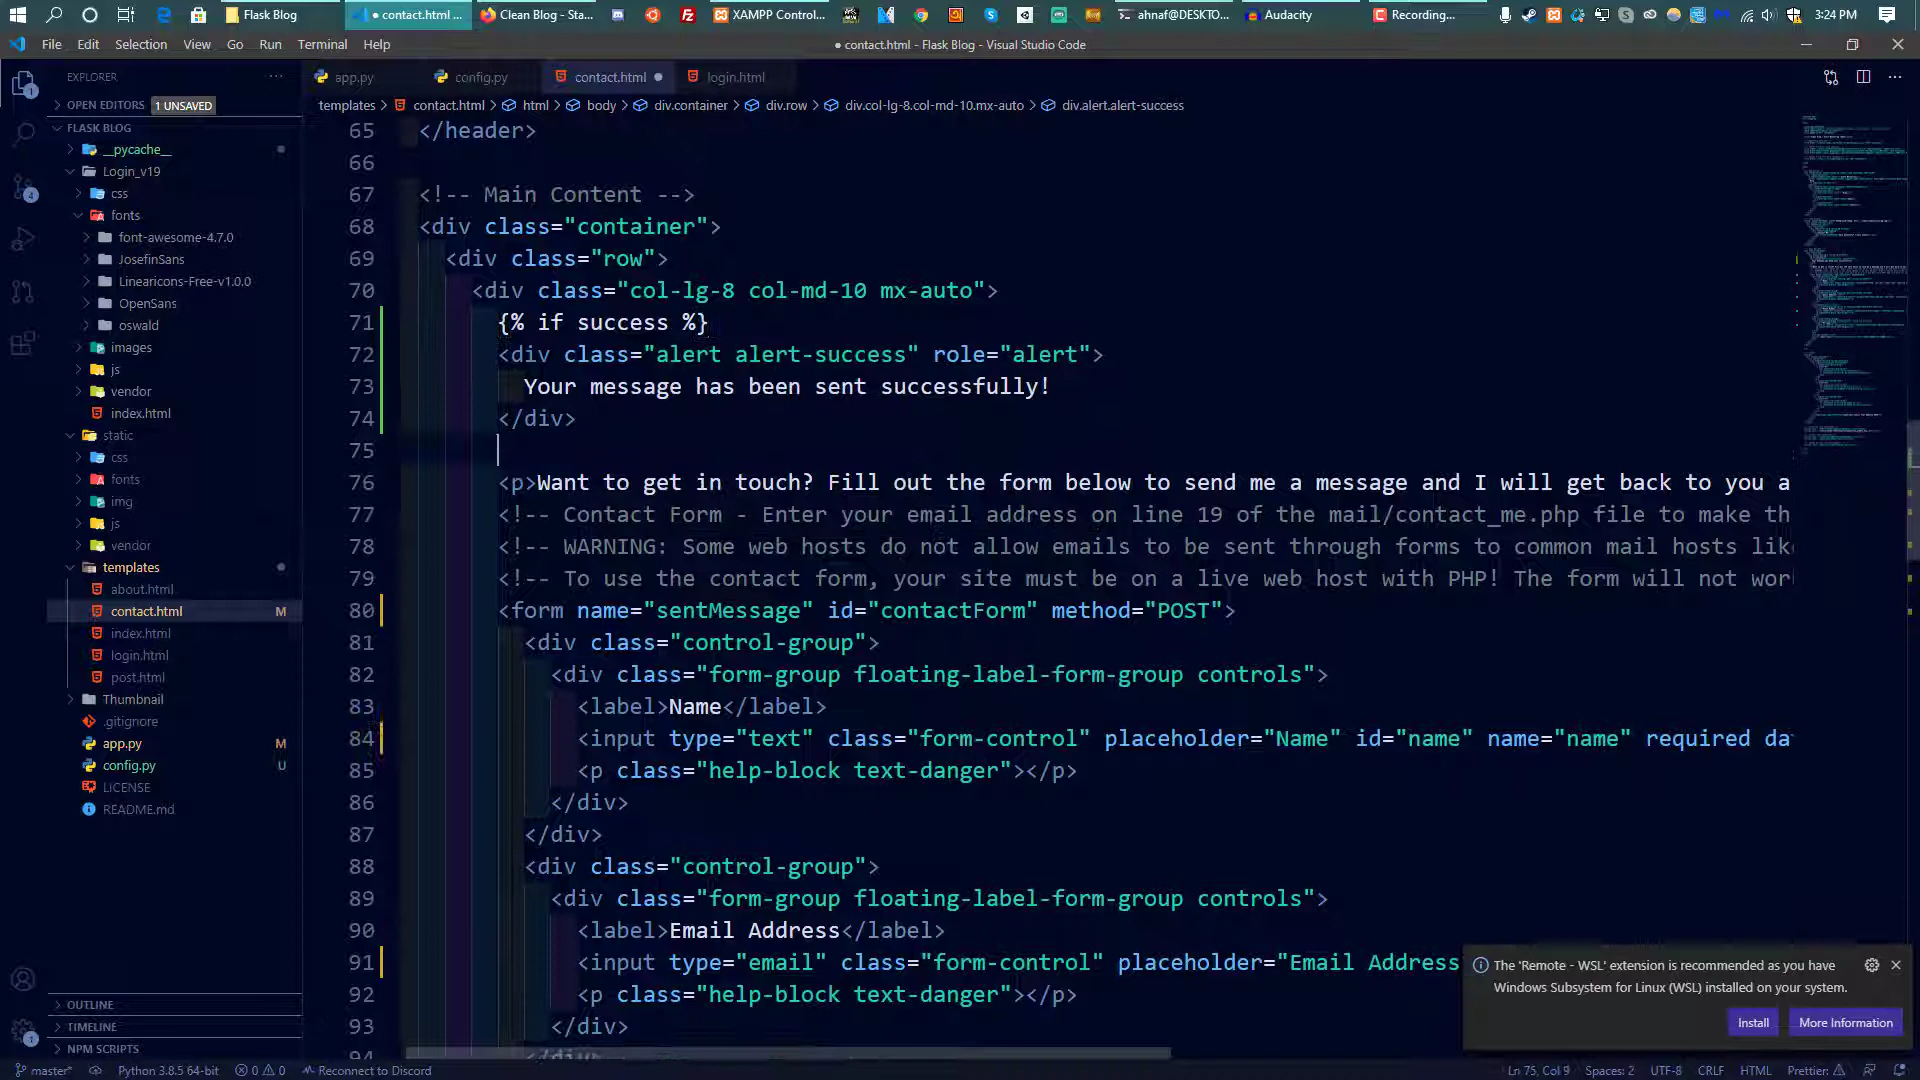 Flask Blog
● contact.html ...
Clean Blog - Sta...
XAMPP Control...
ahnaf@DESKTO...
Audacity
Recording...
3:24 PM
File Edit Selection View Go Run Terminal Help
● contact.html - Flask Blog - Visual Studio Code
EXPLORER ...
app.py
config.py
contact.html ●
login.html
OPEN EDITORS 1 UNSAVED
templates > contact.html > html > body > div.container > div.row > div.col-lg-8.col-md-10.mx-auto > div.alert.alert-success
FLASK BLOG
__pycache__
Login_v19
css
fonts
font-awesome-4.7.0
JosefinSans
Linearicons-Free-v1.0.0
OpenSans
oswald
images
js
vendor
index.html
static
css
fonts
img
js
vendor
templates
about.html
contact.html M
index.html
login.html
post.html
Thumbnail
.gitignore
app.py M
config.py U
LICENSE
README.md
OUTLINE
TIMELINE
NPM SCRIPTS
65 </header>
66
67 <!-- Main Content -->
68 <div class="container">
69 <div class="row">
70 <div class="col-lg-8 col-md-10 mx-auto">
71 {% if success %}
72 <div class="alert alert-success" role="alert">
73 Your message has been sent successfully!
74 </div>
75
76 <p>Want to get in touch? Fill out the form below to send me a message and I will get back to you a
77 <!-- Contact Form - Enter your email address on line 19 of the mail/contact_me.php file to make th
78 <!-- WARNING: Some web hosts do not allow emails to be sent through forms to common mail hosts lik
79 <!-- To use the contact form, your site must be on a live web host with PHP! The form will not wor
80 <form name="sentMessage" id="contactForm" method="POST">
81 <div class="control-group">
82 <div class="form-group floating-label-form-group controls">
83 <label>Name</label>
84 <input type="text" class="form-control" placeholder="Name" id="name" name="name" required da
85 <p class="help-block text-danger"></p>
86 </div>
87 </div>
88 <div class="control-group">
89 <div class="form-group floating-label-form-group controls">
90 <label>Email Address</label>
91 <input type="email" class="form-control" placeholder="Email Address
92 <p class="help-block text-danger"></p>
93 </div>
94 </div>
The 'Remote - WSL' extension is recommended as you have
Windows Subsystem for Linux (WSL) installed on your system.
Install
More Information
master* Python 3.8.5 64-bit 0 0 Reconnect to Discord
Ln 75, Col 9 Spaces: 2 UTF-8 CRLF HTML Prettier: